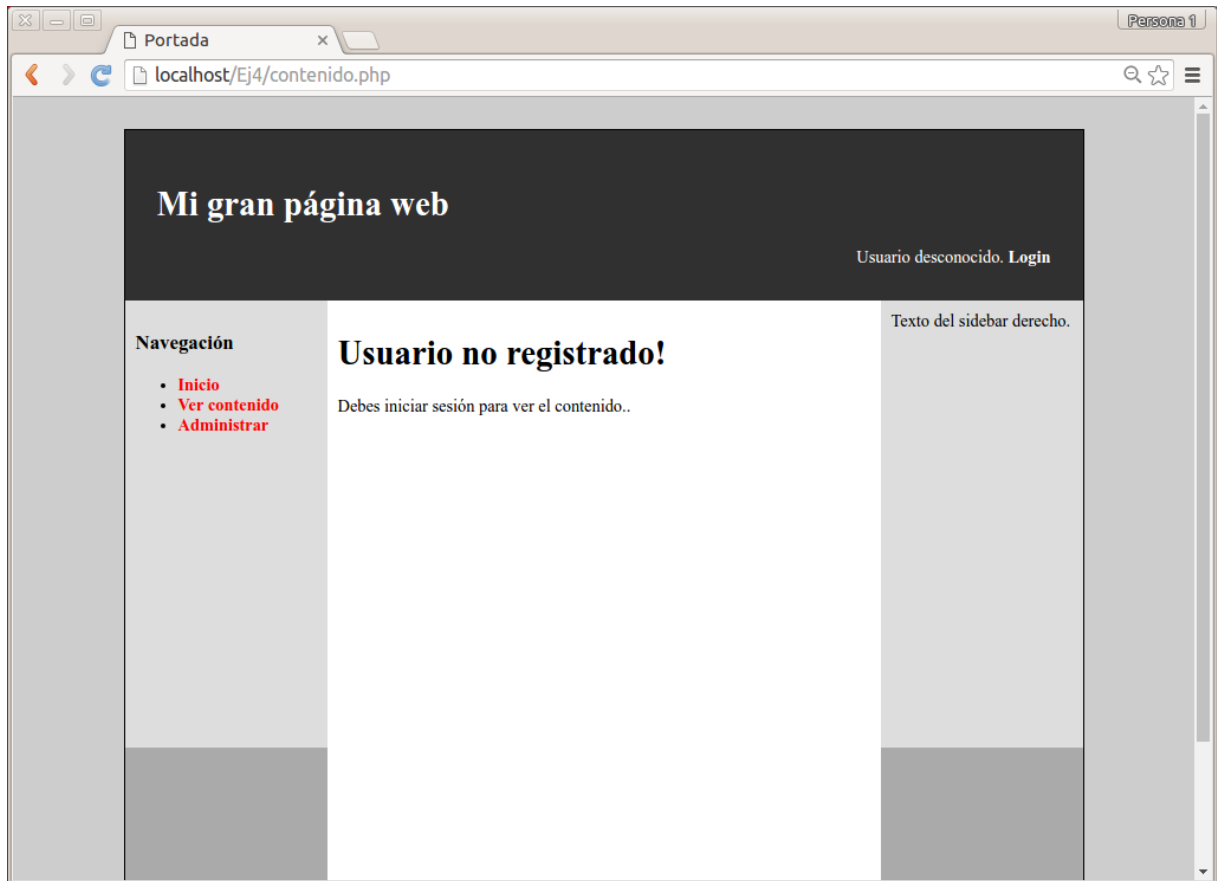 Persona 1
Portada
localhost/Ej4/contenido.php
Mi gran página web
Usuario desconocido. Login
Navegación
Inicio
Ver contenido
Administrar
Usuario no registrado!
Debes iniciar sesión para ver el contenido..
Texto del sidebar derecho.